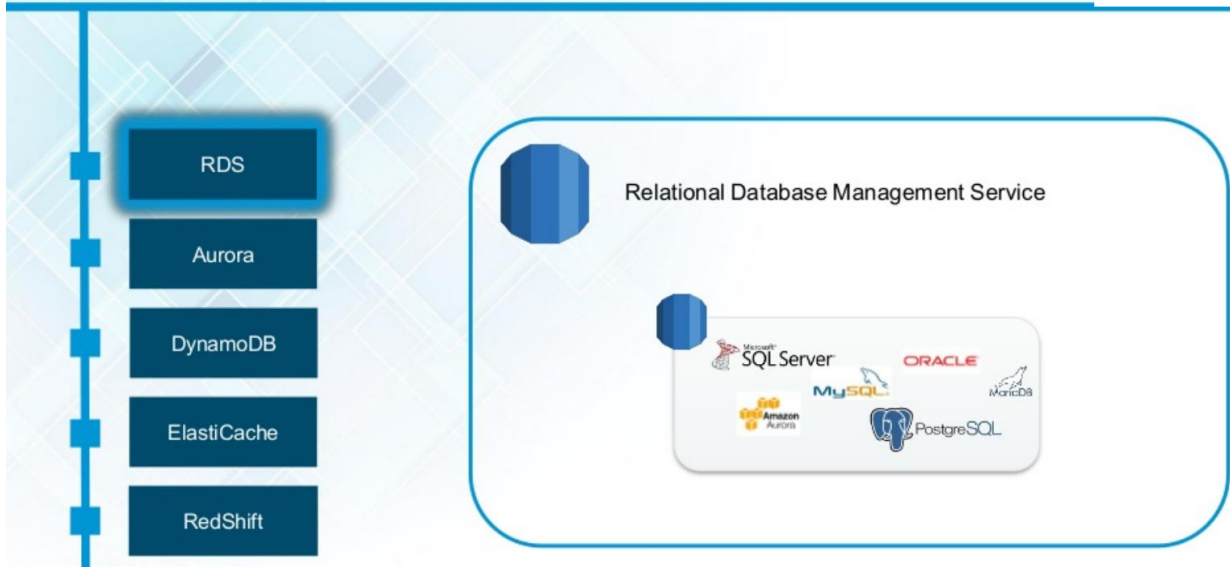 RDS
Aurora
DynamoDB
ElastiCache
RedShift
Relational Database Management Service
Microsoft
SQL Server
ORACLE
MySQL
MariaDB
Amazon
Aurora
PostgreSQL